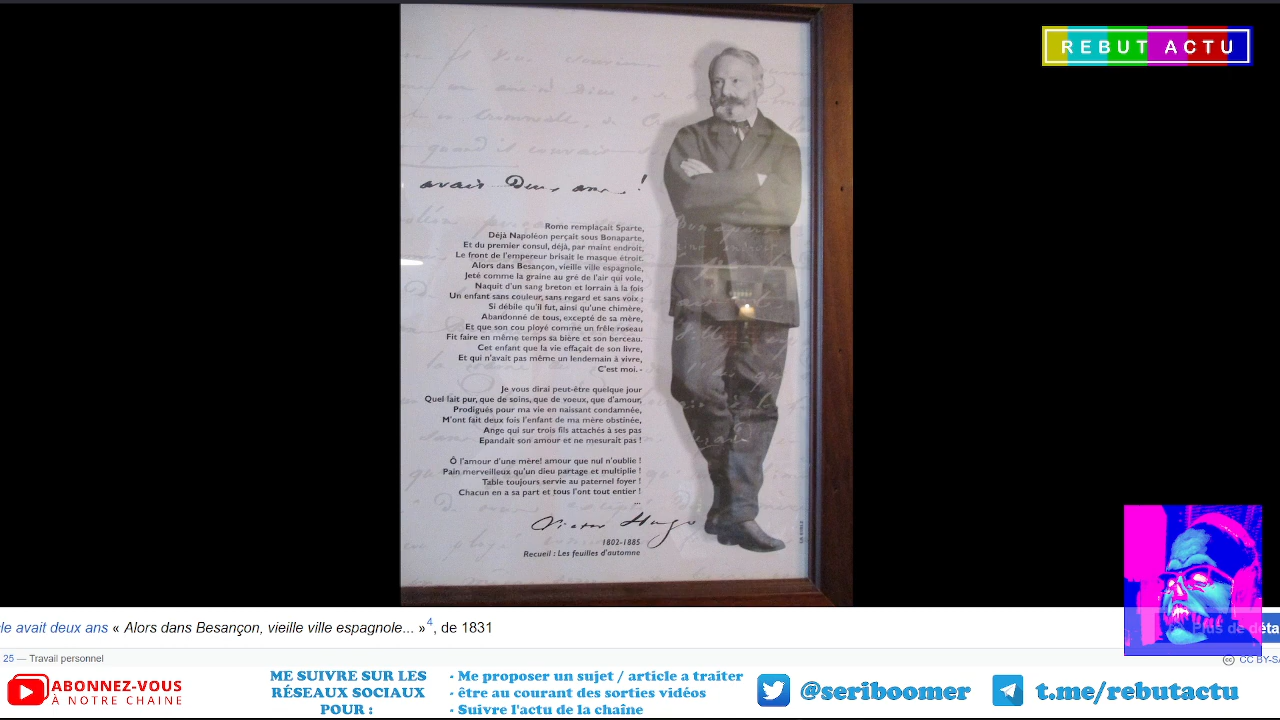 REBUT ACTU
avais Deux ans !
Rome remplaçait Sparte,
Déjà Napoléon perçait sous Bonaparte,
Et du premier consul, déjà, par maint endroit,
Le front de l'empereur brisait le masque étroit.
Alors dans Besançon, vieille ville espagnole,
Jeté comme la graine au gré de l'air qui vole,
Naquit d'un sang breton et lorrain à la fois
Un enfant sans couleur, sans regard et sans voix ;
Si débile qu'il fut, ainsi qu'une chimère,
Abandonné de tous, excepté de sa mère,
Et que son cou ployé comme un frêle roseau
Fit faire en même temps sa bière et son berceau.
Cet enfant que la vie effaçait de son livre,
Et qui n'avait pas même un lendemain à vivre,
C'est moi. -
Je vous dirai peut-être quelque jour
Quel lait pur, que de soins, que de voeux, que d'amour,
Prodigués pour ma vie en naissant condamnée,
M'ont fait deux fois l'enfant de ma mère obstinée,
Ange qui sur trois fils attachés à ses pas
Epandait son amour et ne mesurait pas !
Ô l'amour d'une mère! amour que nul n'oublie !
Pain merveilleux qu'un dieu partage et multiplie !
Table toujours servie au paternel foyer !
Chacun en a sa part et tous l'ont tout entier !
...
Victor Hugo
1802-1885
Recueil : Les feuilles d'automne
cle avait deux ans « Alors dans Besançon, vieille ville espagnole... »4, de 1831
Plus de déta
25 — Travail personnel
CC BY-SA
ABONNEZ-VOUS
À NOTRE CHAINE
ME SUIVRE SUR LES
RÉSEAUX SOCIAUX
POUR :
- Me proposer un sujet / article a traiter
- être au courant des sorties vidéos
- Suivre l'actu de la chaîne
@seriboomer
t.me/rebutactu